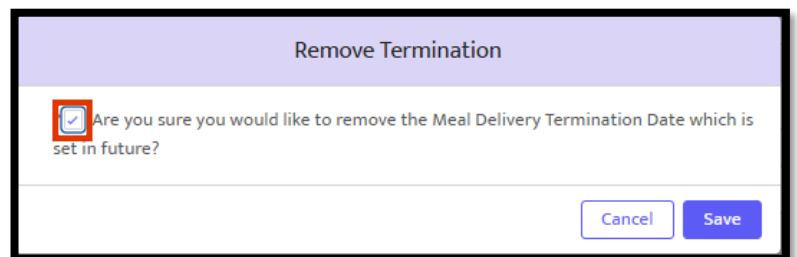 Remove Termination
Are you sure you would like to remove the Meal Delivery Termination Date which is
set in future?
Cancel
Save